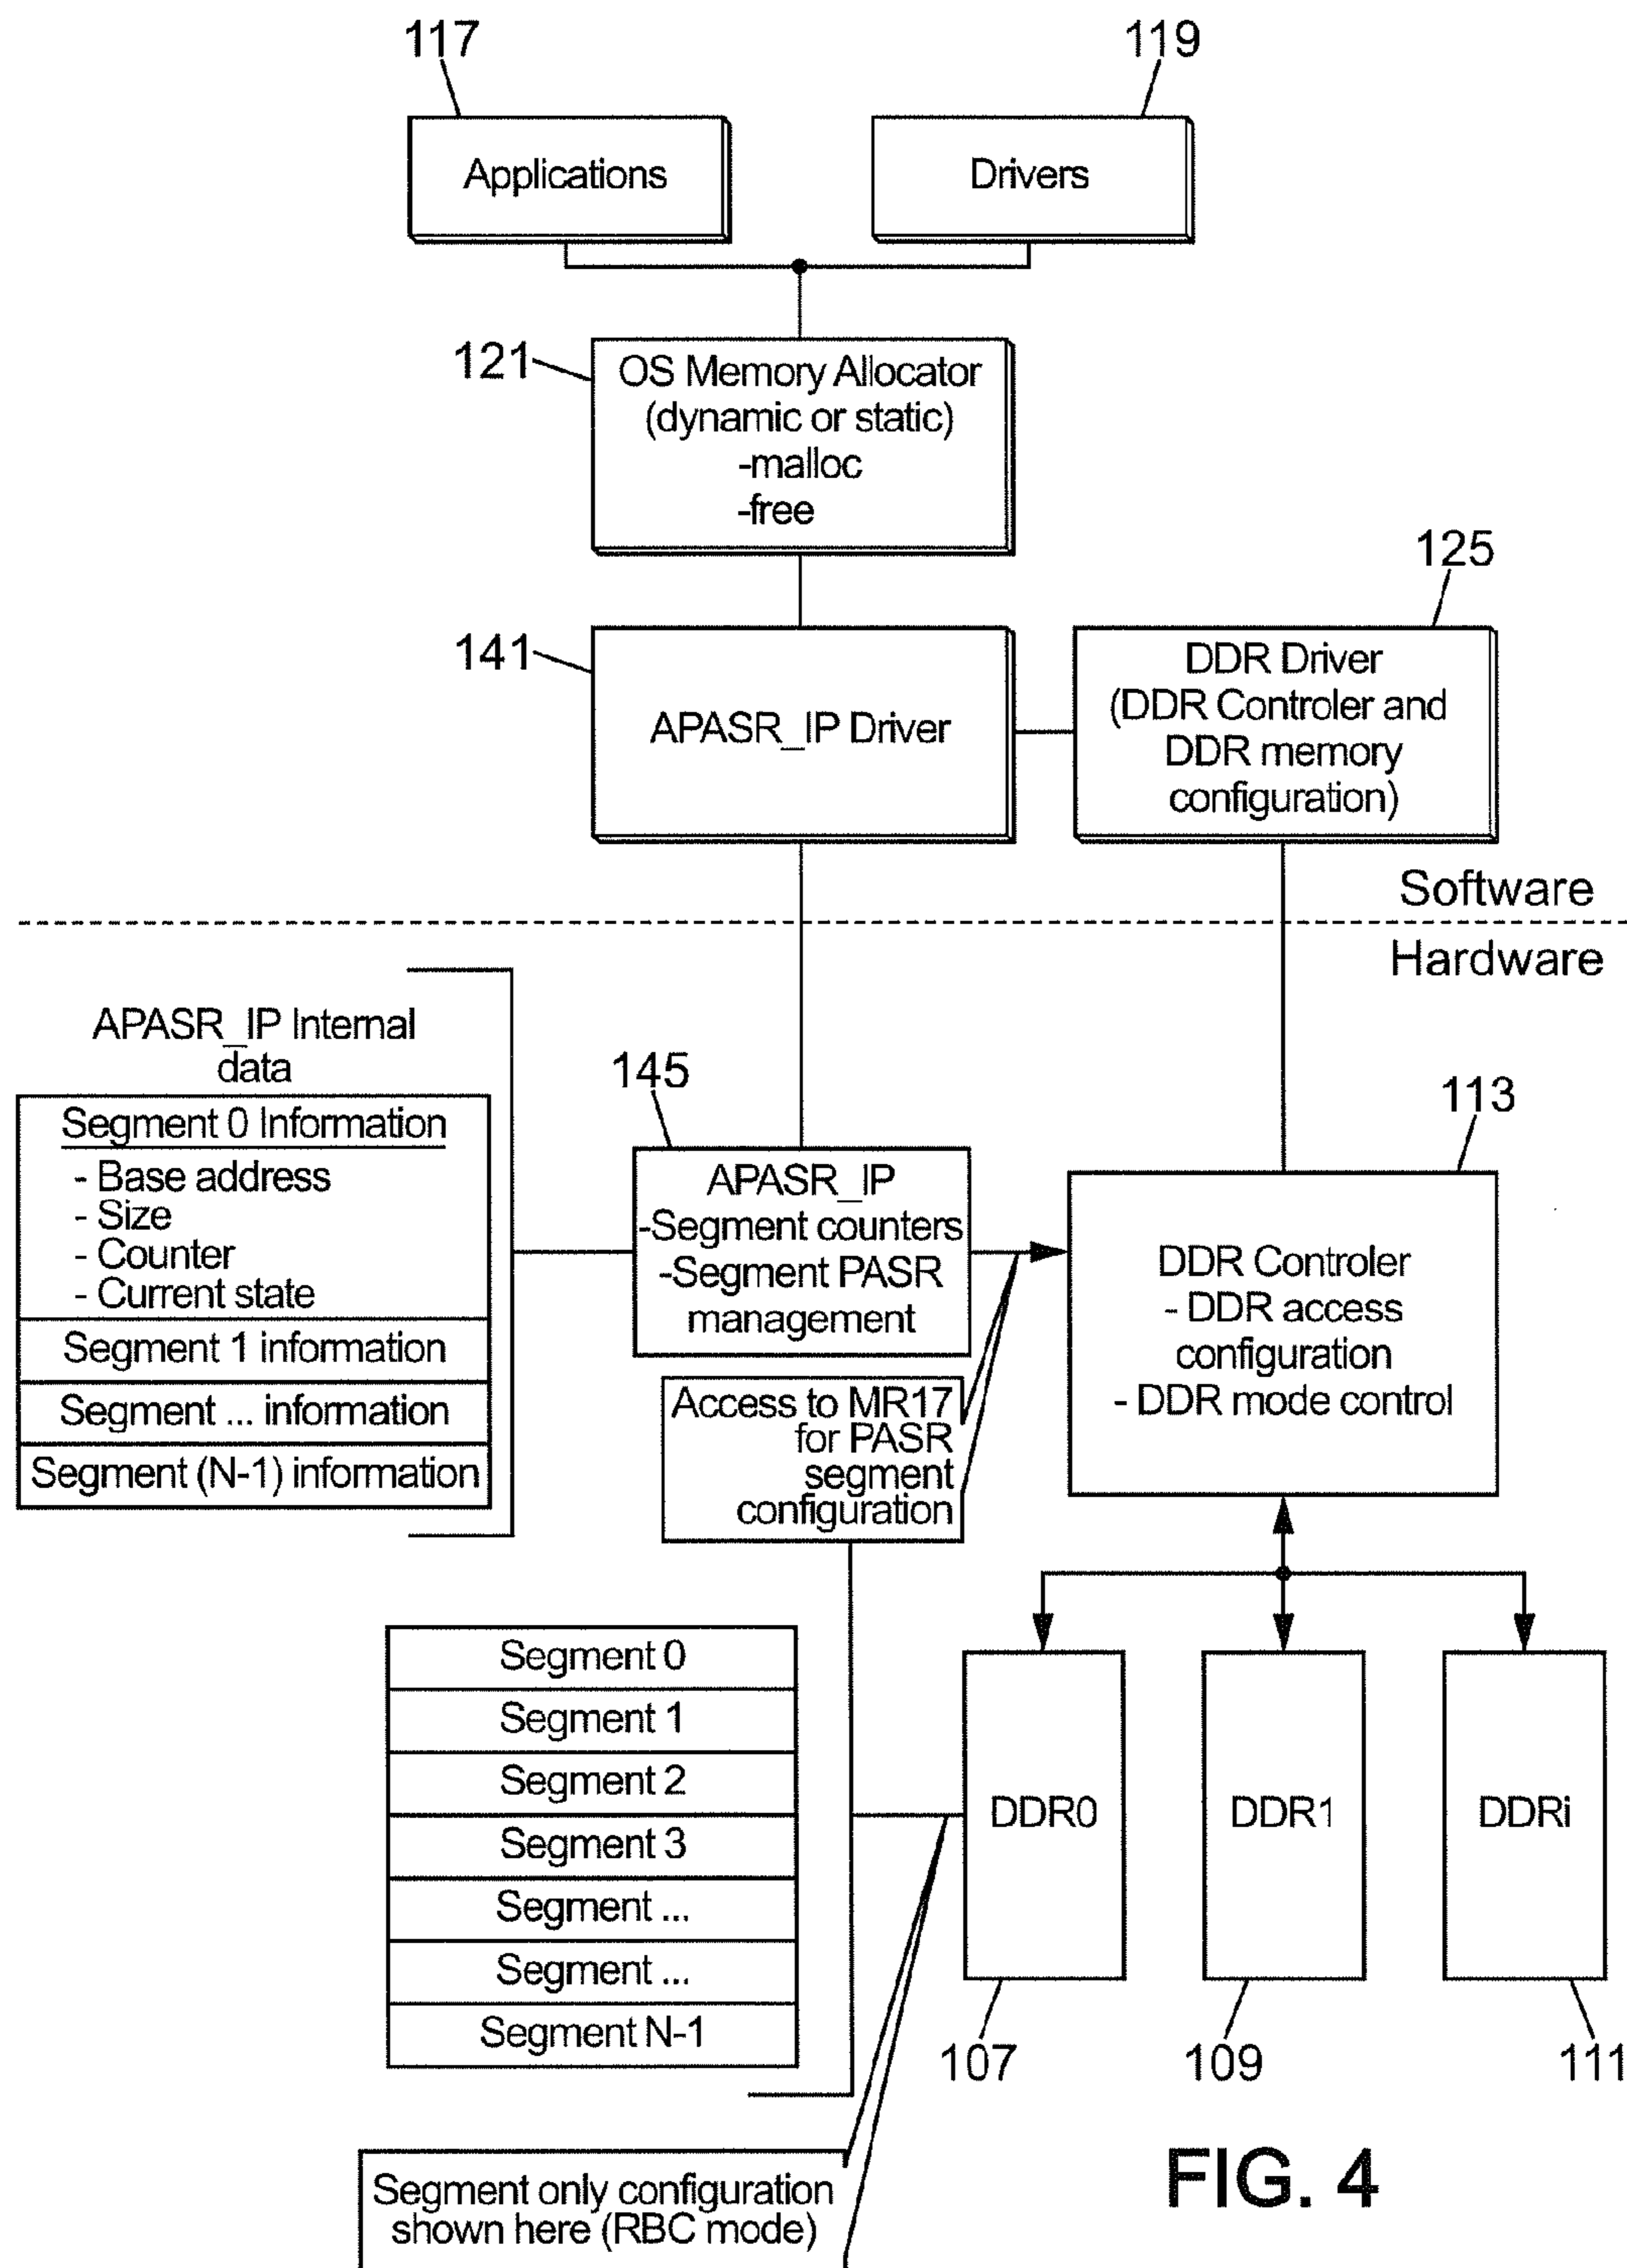 117
119
Applications
Drivers
121
OS Memory Allocator
(dynamic or static)
-malloc
-free
125
141
APASR_IP Driver
DDR Driver
(DDR Controler and
DDR memory
configuration)
Software
Hardware
APASR_IP Internal
data
Segment 0 Information
- Base address
- Size
- Counter
- Current state
Segment 1 information
Segment ... information
Segment (N-1) information
145
APASR_IP
-Segment counters
-Segment PASR
management
113
DDR Controler
- DDR access
configuration
- DDR mode control
Access to MR17
for PASR
segment
configuration
Segment 0
Segment 1
Segment 2
Segment 3
Segment ...
Segment ...
Segment N-1
DDR0
DDR1
DDRi
107
109
111
Segment only configuration
shown here (RBC mode)
FIG. 4